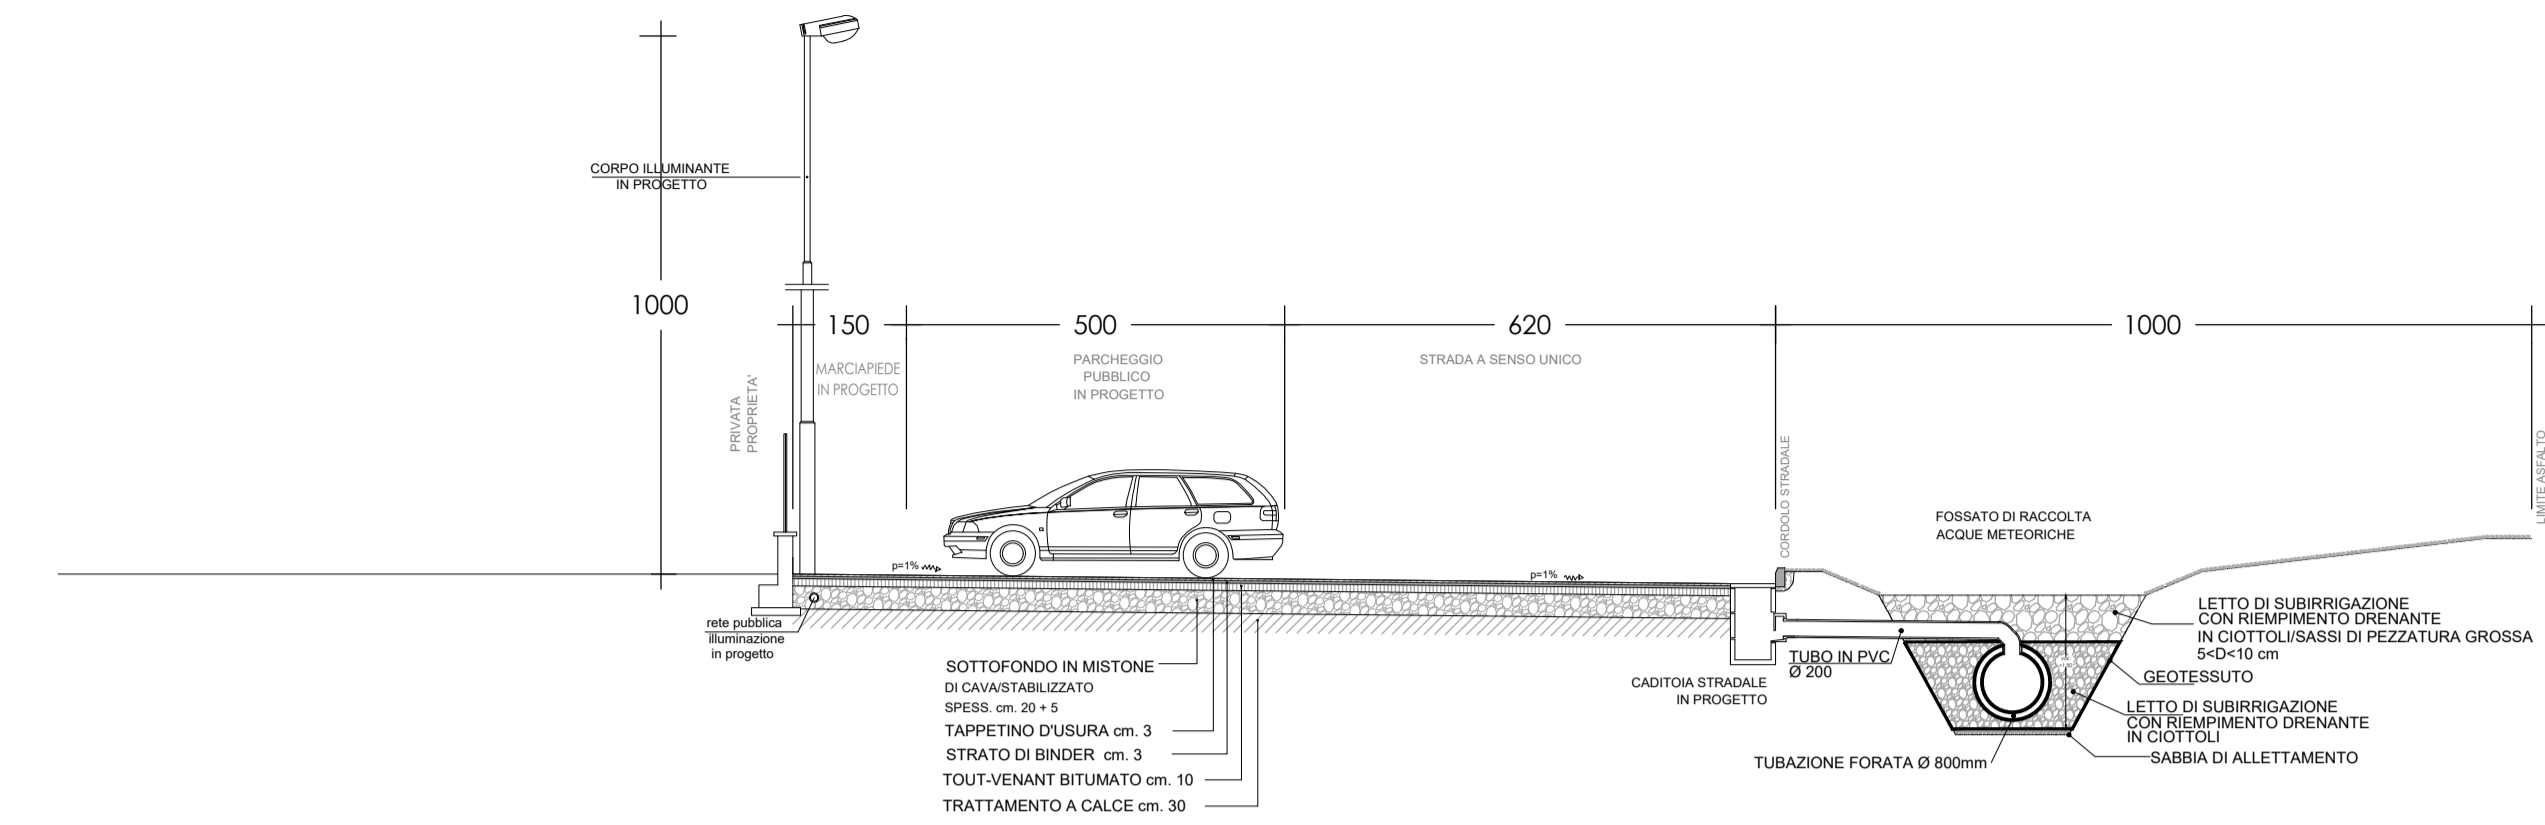 CORPO ILLUMINANTE
IN PROGETTO
1000
150
500
620
1000
MARCIAPIEDE
IN PROGETTO
PARCHEGGIO
PUBBLICO
IN PROGETTO
STRADA A SENSO UNICO
PRIVATA
PROPRIETA'
CORDOLO STRADALE
LIMITE ASFALTO
FOSSATO DI RACCOLTA
ACQUE METEORICHE
p=1%
p=1%
rete pubblica
illuminazione
in progetto
SOTTOFONDO IN MISTONE
DI CAVA/STABILIZZATO
SPESS. cm. 20 + 5
TAPPETINO D'USURA cm. 3
STRATO DI BINDER cm. 3
TOUT-VENANT BITUMATO cm. 10
TRATTAMENTO A CALCE cm. 30
CADITOIA STRADALE
IN PROGETTO
TUBO IN PVC
Ø 200
TUBAZIONE FORATA Ø 800mm
LETTO DI SUBIRRIGAZIONE
CON RIEMPIMENTO DRENANTE
IN CIOTTOLI/SASSI DI PEZZATURA GROSSA
5<D<10 cm
GEOTESSUTO
LETTO DI SUBIRRIGAZIONE
CON RIEMPIMENTO DRENANTE
IN CIOTTOLI
SABBIA DI ALLETTAMENTO